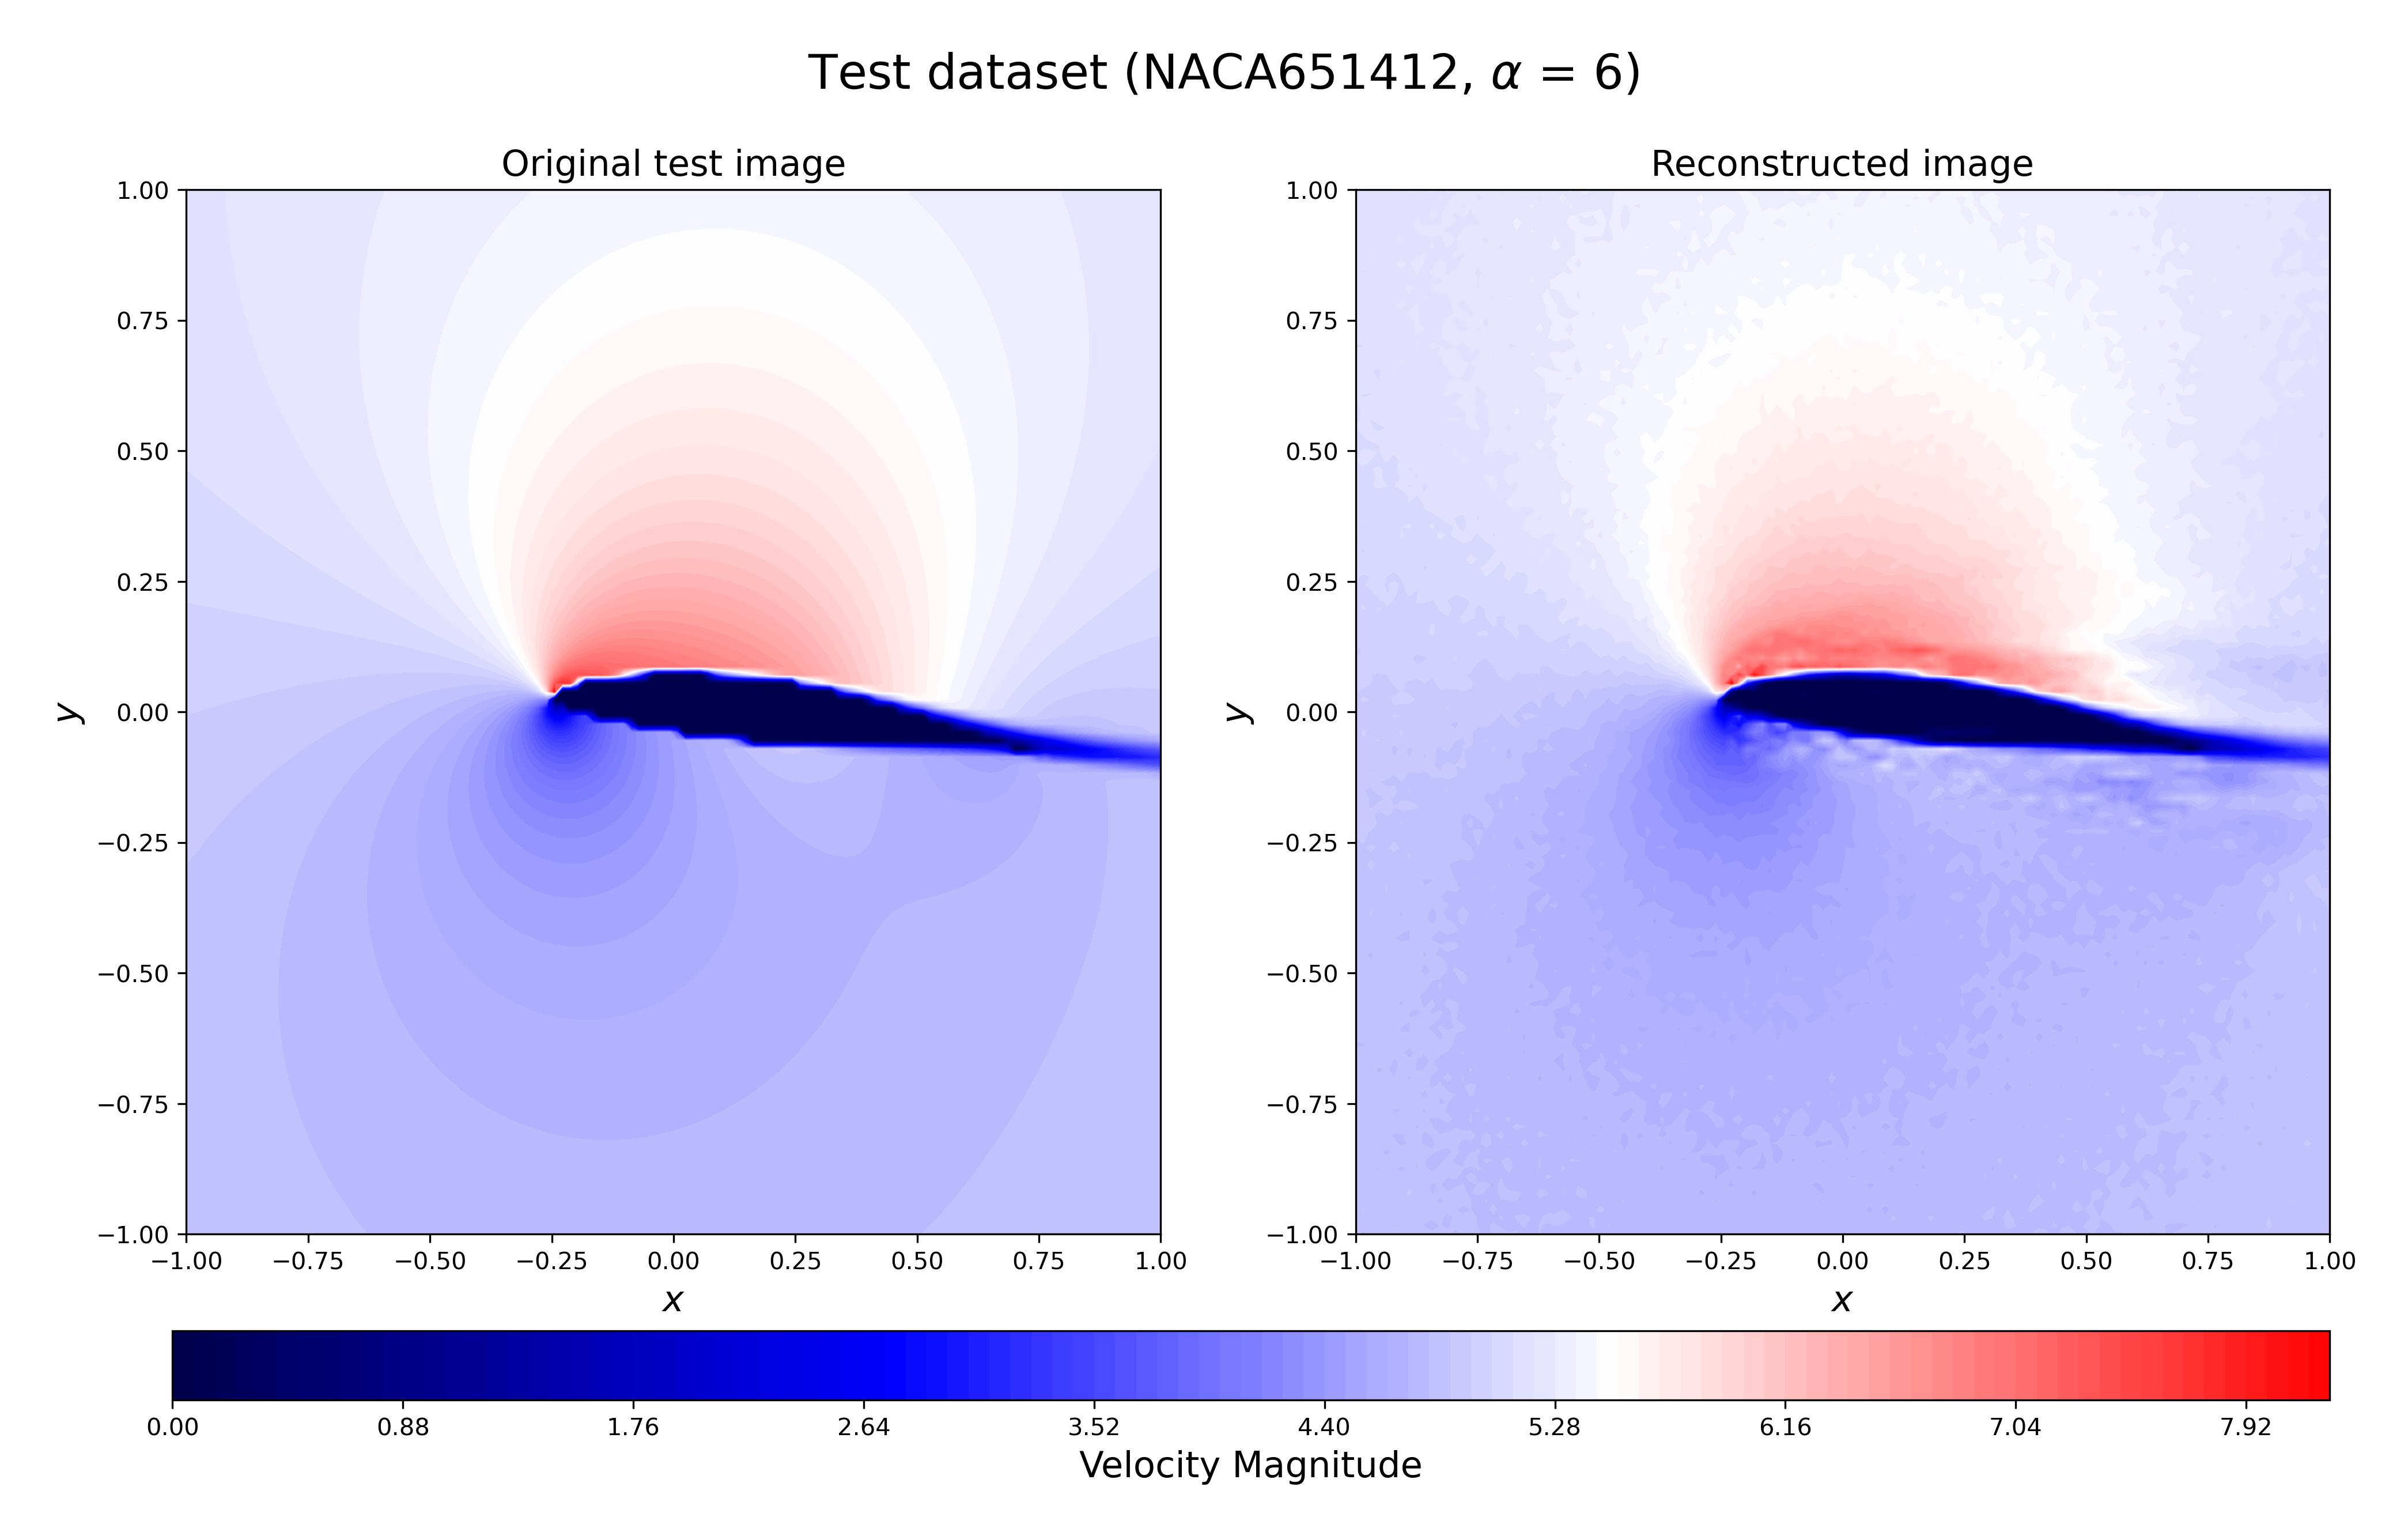 Test dataset (NACA651412, α = 6)
Original test image
Reconstructed image
1.00
0.75
0.50
0.25
0.00
−0.25
−0.50
−0.75
−1.00
y
−1.00 −0.75 −0.50 −0.25 0.00 0.25 0.50 0.75 1.00
x
1.00
0.75
0.50
0.25
0.00
−0.25
−0.50
−0.75
−1.00
y
−1.00 −0.75 −0.50 −0.25 0.00 0.25 0.50 0.75 1.00
x
0.00 0.88 1.76 2.64 3.52 4.40 5.28 6.16 7.04 7.92
Velocity Magnitude